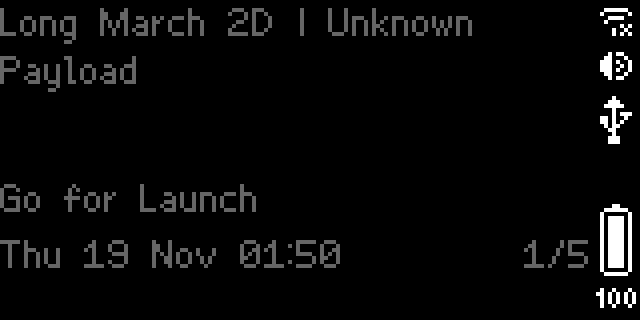 Long March 2D | Unknown
Payload
Go for Launch
Thu 19 Nov 01:50
1/5
100